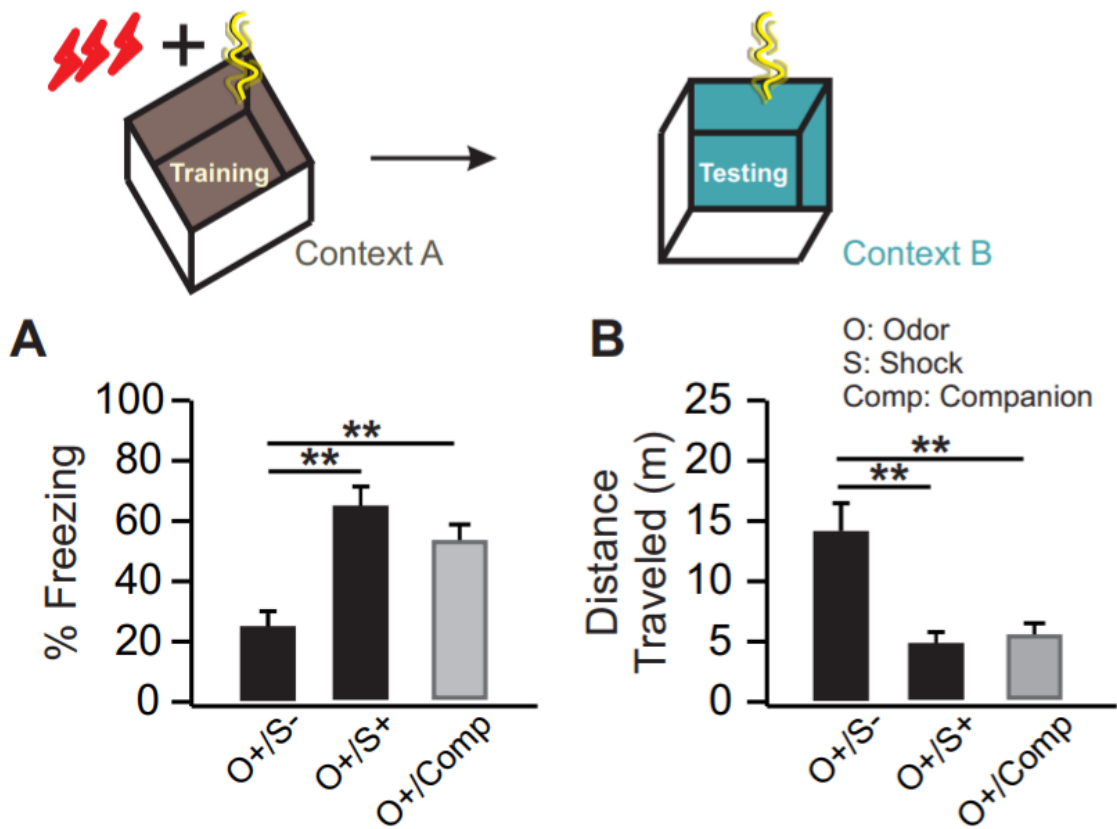 +
Training
Testing
Context A
Context B
A
B
O: Odor
S: Shock
Comp: Companion
% Freezing
100
80
60
40
20
0
**
**
O+/S-
O+/S+
O+/Comp
Distance
Traveled (m)
25
20
15
10
5
0
**
**
O+/S-
O+/S+
O+/Comp